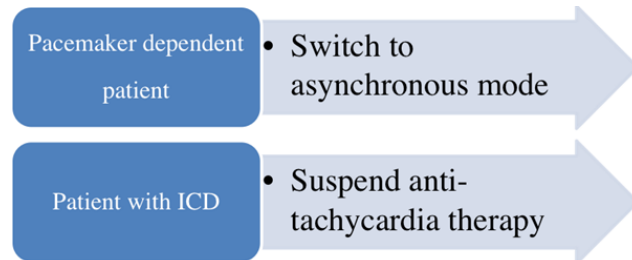 Pacemaker dependent
patient
• Switch to
asynchronous mode
Patient with ICD
• Suspend anti-
tachycardia therapy